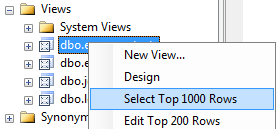 Views
System Views
dbo.e
New View...
dbo.e
Design
dbo.j
Select Top 1000 Rows
dbo.l
Edit Top 200 Rows
Synonym